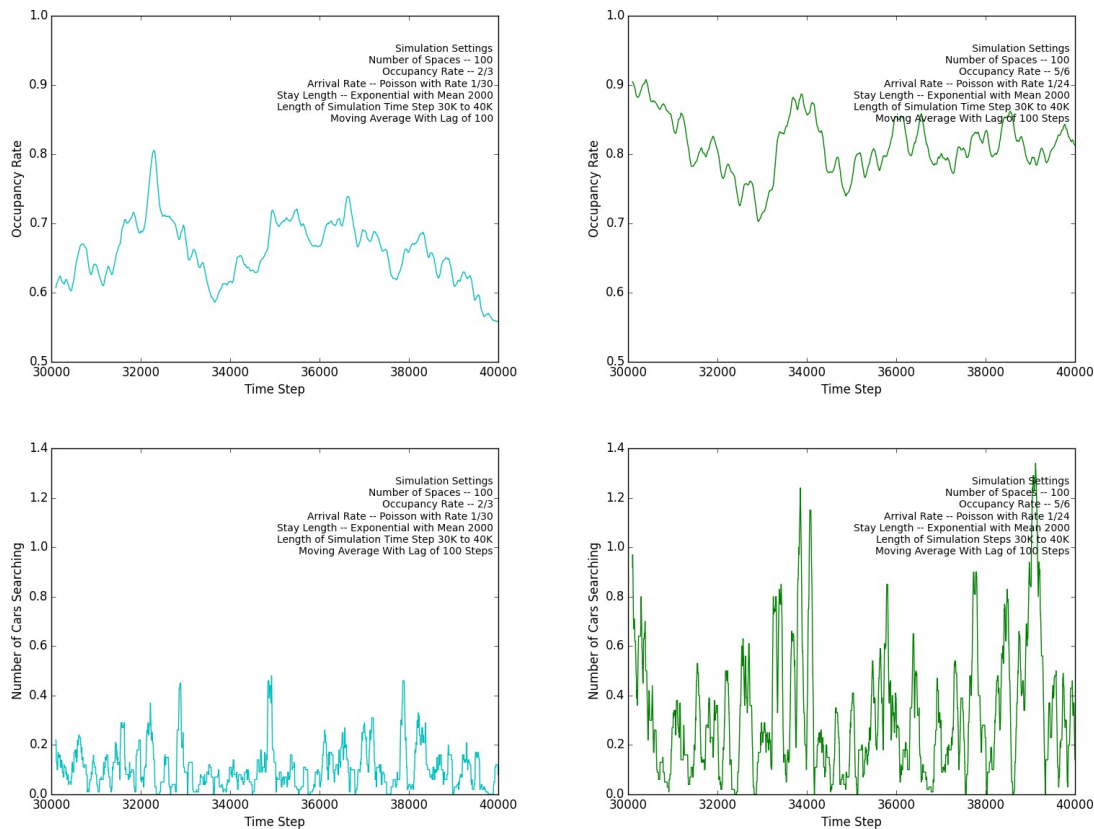 1.0
0.9
0.8
0.7
0.6
0.5
Occupancy Rate
Simulation Settings
Number of Spaces -- 100
Occupancy Rate -- 2/3
Arrival Rate -- Poisson with Rate 1/30
Stay Length -- Exponential with Mean 2000
Length of Simulation Time Step 30K to 40K
Moving Average With Lag of 100
30000 32000 34000 36000 38000 40000
Time Step
1.0
0.9
0.8
0.7
0.6
0.5
Occupancy Rate
Simulation Settings
Number of Spaces -- 100
Occupancy Rate -- 5/6
Arrival Rate -- Poisson with Rate 1/24
Stay Length -- Exponential with Mean 2000
Length of Simulation Time Step 30K to 40K
Moving Average With Lag of 100 Steps
30000 32000 34000 36000 38000 40000
Time Step
1.4
1.2
1.0
0.8
0.6
0.4
0.2
0.0
Number of Cars Searching
Simulation Settings
Number of Spaces -- 100
Occupancy Rate -- 2/3
Arrival Rate -- Poisson with Rate 1/30
Stay Length -- Exponential with Mean 2000
Length of Simulation Time Step 30K to 40K
Moving Average With Lag of 100 Steps
30000 32000 34000 36000 38000 40000
Time Step
1.4
1.2
1.0
0.8
0.6
0.4
0.2
0.0
Number of Cars Searching
Simulation Settings
Number of Spaces -- 100
Occupancy Rate -- 5/6
Arrival Rate -- Poisson with Rate 1/24
Stay Length -- Exponential with Mean 2000
Length of Simulation Steps 30K to 40K
Moving Average With Lag of 100 Steps
30000 32000 34000 36000 38000 40000
Time Step